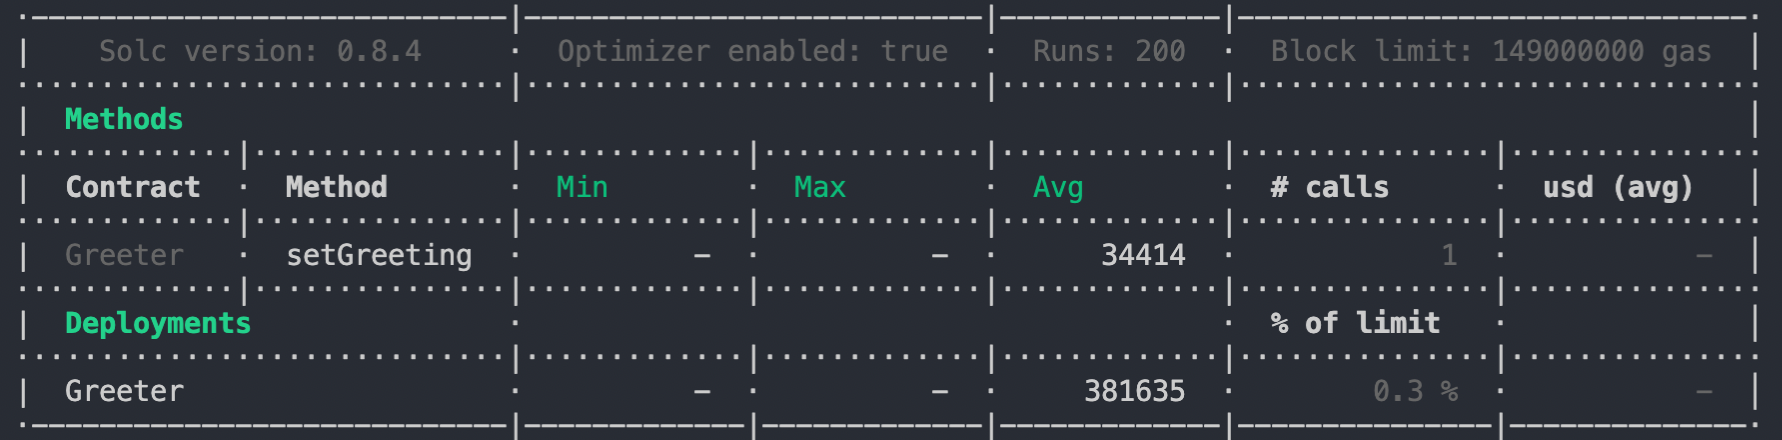 Solc version: 0.8.4 · Optimizer enabled: true · Runs: 200 · Block limit: 149000000 gas
Methods
Contract · Method · Min · Max · Avg · # calls · usd (avg)
Greeter · setGreeting · – · – · 34414 · 1 · –
Deployments · · % of limit ·
Greeter · – · – · 381635 · 0.3 % · –